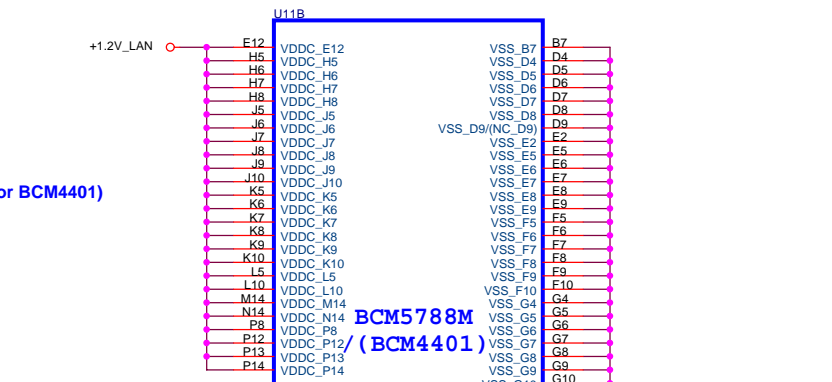 U11B
+1.2V_LAN
E12 VDDC_E12 VSS_B7 B7
H5 VDDC_H5 VSS_D4 D4
H6 VDDC_H6 VSS_D5 D5
H7 VDDC_H7 VSS_D6 D6
H8 VDDC_H8 VSS_D7 D7
J5 VDDC_J5 VSS_D8 D8
J6 VDDC_J6 VSS_D9/(NC_D9) D9
J7 VDDC_J7 VSS_E2 E2
J8 VDDC_J8 VSS_E5 E5
J9 VDDC_J9 VSS_E6 E6
J10 VDDC_J10 VSS_E7 E7
or BCM4401)
K5 VDDC_K5 VSS_E8 E8
K6 VDDC_K6 VSS_E9 E9
K7 VDDC_K7 VSS_F5 F5
K8 VDDC_K8 VSS_F6 F6
K9 VDDC_K9 VSS_F7 F7
K10 VDDC_K10 VSS_F8 F8
L5 VDDC_L5 VSS_F9 F9
L10 VDDC_L10 VSS_F10 F10
M14 VDDC_M14 VSS_G4 G4
N14 VDDC_N14 VSS_G5 G5
BCM5788M
P8 VDDC_P8 VSS_G6 G6
P12 VDDC_P12 VSS_G7 G7
/(BCM4401)
P13 VDDC_P13 VSS_G8 G8
P14 VDDC_P14 VSS_G9 G9
G10